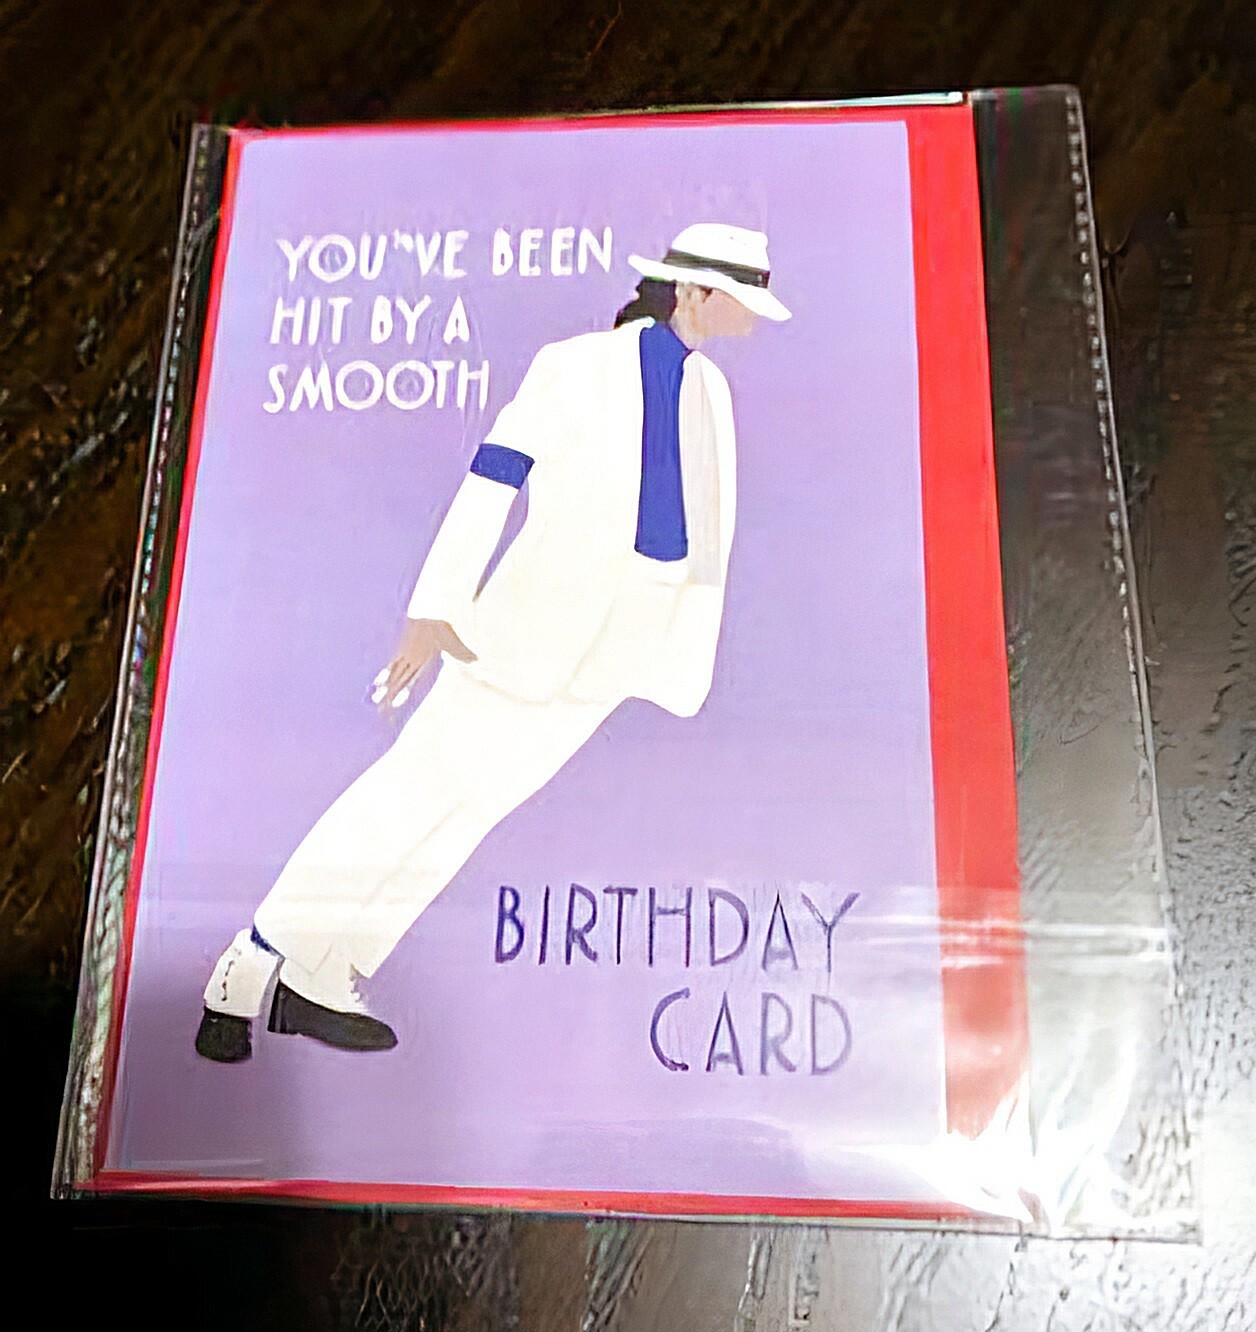 YOU'VE BEEN
HIT BY A
SMOOTH
BIRTHDAY
CARD